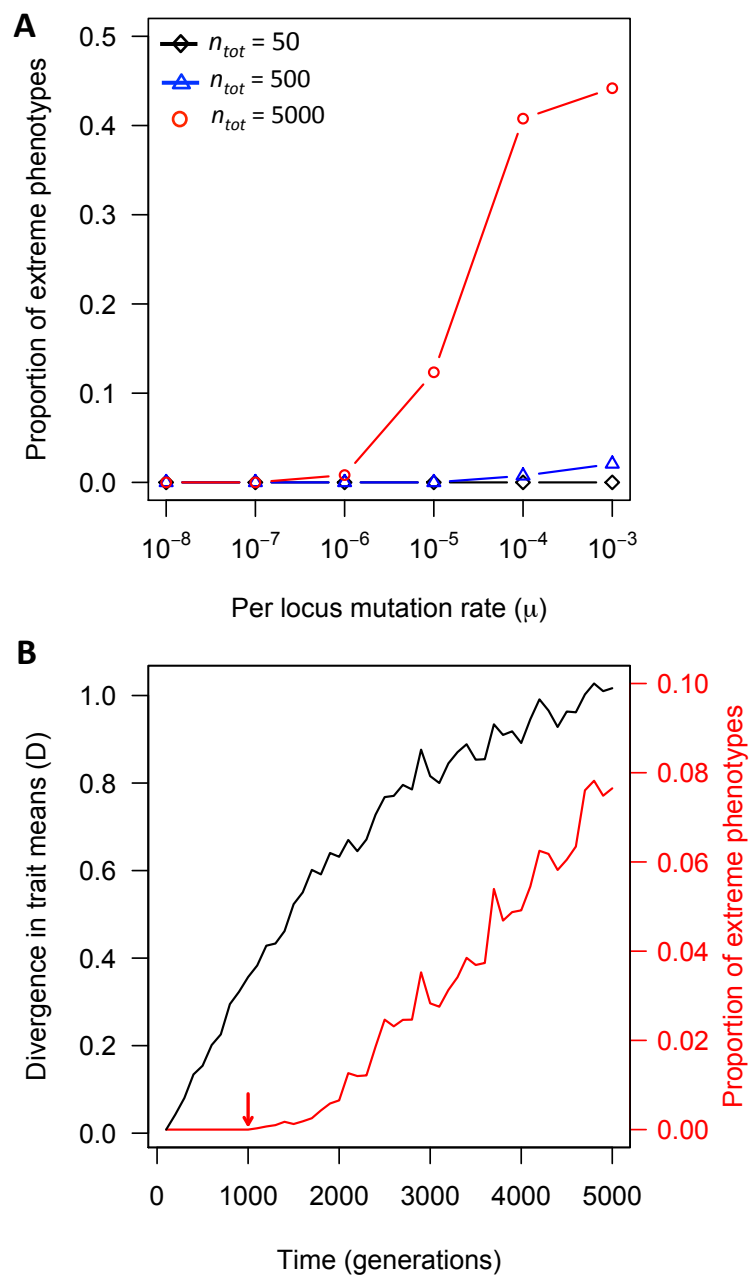 A
n_tot = 50
n_tot = 500
n_tot = 5000
Proportion of extreme phenotypes
0.5
0.4
0.3
0.2
0.1
0.0
10⁻⁸ 10⁻⁷ 10⁻⁶ 10⁻⁵ 10⁻⁴ 10⁻³
Per locus mutation rate (μ)
B
Divergence in trait means (D)
1.0
0.8
0.6
0.4
0.2
0.0
0.10
0.08
0.06
0.04
0.02
0.00
Proportion of extreme phenotypes
0 1000 2000 3000 4000 5000
Time (generations)